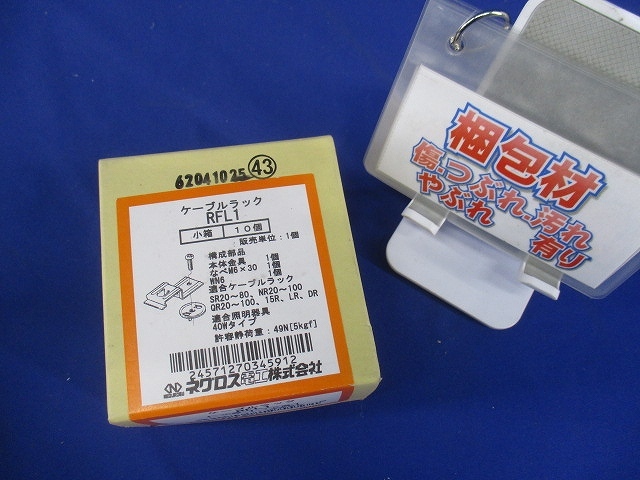 62041025 ㊸
ケーブルラック
RFL1
小箱 10個
販売単位:1個
構成部品
本体金具 1個
なべM6×30 1個
WN6 1個
適合ケーブルラック
SR20~80、NR20~100
QR20~100、15R、LR、DR
適合照明器具
40Wタイプ
許容静荷重:49N[5kgf]
24571270345912
ネグロス電工株式会社
梱包材
傷・つぶれ・汚れ
やぶれ 有り